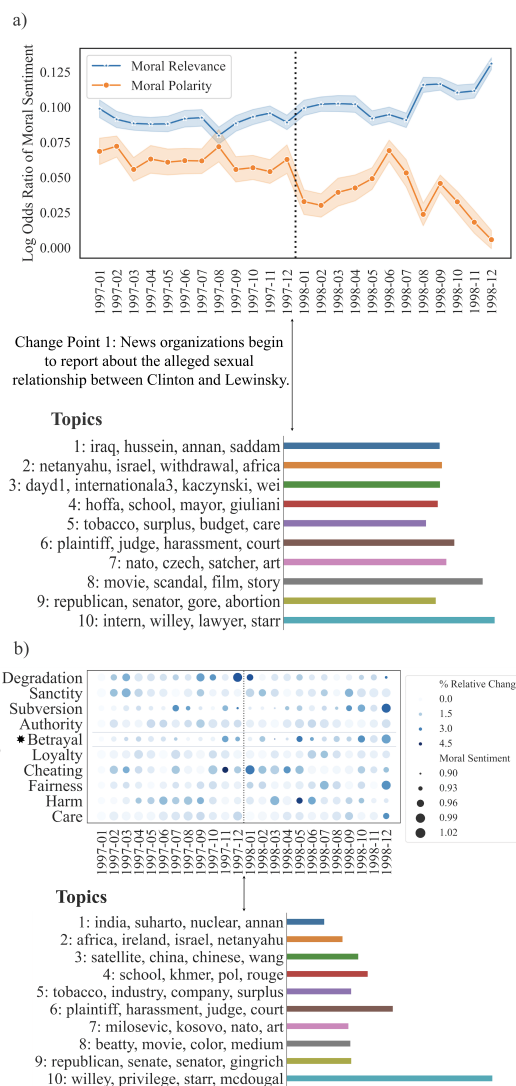 a)
Log Odds Ratio of Moral Sentiment
0.125
0.100
0.075
0.050
0.025
0.000
Moral Relevance
Moral Polarity
1997-01
1997-02
1997-03
1997-04
1997-05
1997-06
1997-07
1997-08
1997-09
1997-10
1997-11
1997-12
1998-01
1998-02
1998-03
1998-04
1998-05
1998-06
1998-07
1998-08
1998-09
1998-10
1998-11
1998-12
Change Point 1: News organizations begin
to report about the alleged sexual
relationship between Clinton and Lewinsky.
Topics
1: iraq, hussein, annan, saddam
2: netanyahu, israel, withdrawal, africa
3: dayd1, internationala3, kaczynski, wei
4: hoffa, school, mayor, giuliani
5: tobacco, surplus, budget, care
6: plaintiff, judge, harassment, court
7: nato, czech, satcher, art
8: movie, scandal, film, story
9: republican, senator, gore, abortion
10: intern, willey, lawyer, starr
b)
Degradation
Sanctity
Subversion
Authority
Betrayal
Loyalty
Cheating
Fairness
Harm
Care
% Relative Chang
0.0
1.5
3.0
4.5
Moral Sentiment
0.90
0.93
0.96
0.99
1.02
1997-01
1997-02
1997-03
1997-04
1997-05
1997-06
1997-07
1997-08
1997-09
1997-10
1997-11
1997-12
1998-01
1998-02
1998-03
1998-04
1998-05
1998-06
1998-07
1998-08
1998-09
1998-10
1998-11
1998-12
Topics
1: india, suharto, nuclear, annan
2: africa, ireland, israel, netanyahu
3: satellite, china, chinese, wang
4: school, khmer, pol, rouge
5: tobacco, industry, company, surplus
6: plaintiff, harassment, judge, court
7: milosevic, kosovo, nato, art
8: beatty, movie, color, medium
9: republican, senate, senator, gingrich
10: willey, privilege, starr, mcdougal